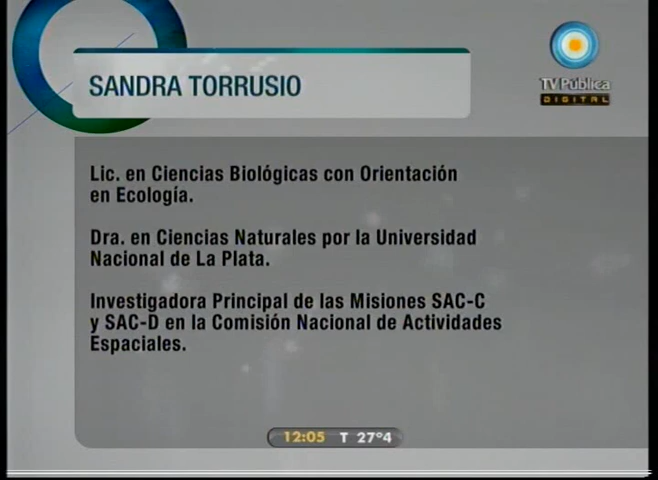 SANDRA TORRUSIO
TV Pública
DIGITAL
Lic. en Ciencias Biológicas con Orientación
en Ecología.
Dra. en Ciencias Naturales por la Universidad
Nacional de La Plata.
Investigadora Principal de las Misiones SAC-C
y SAC-D en la Comisión Nacional de Actividades
Espaciales.
12:05 T 27°4